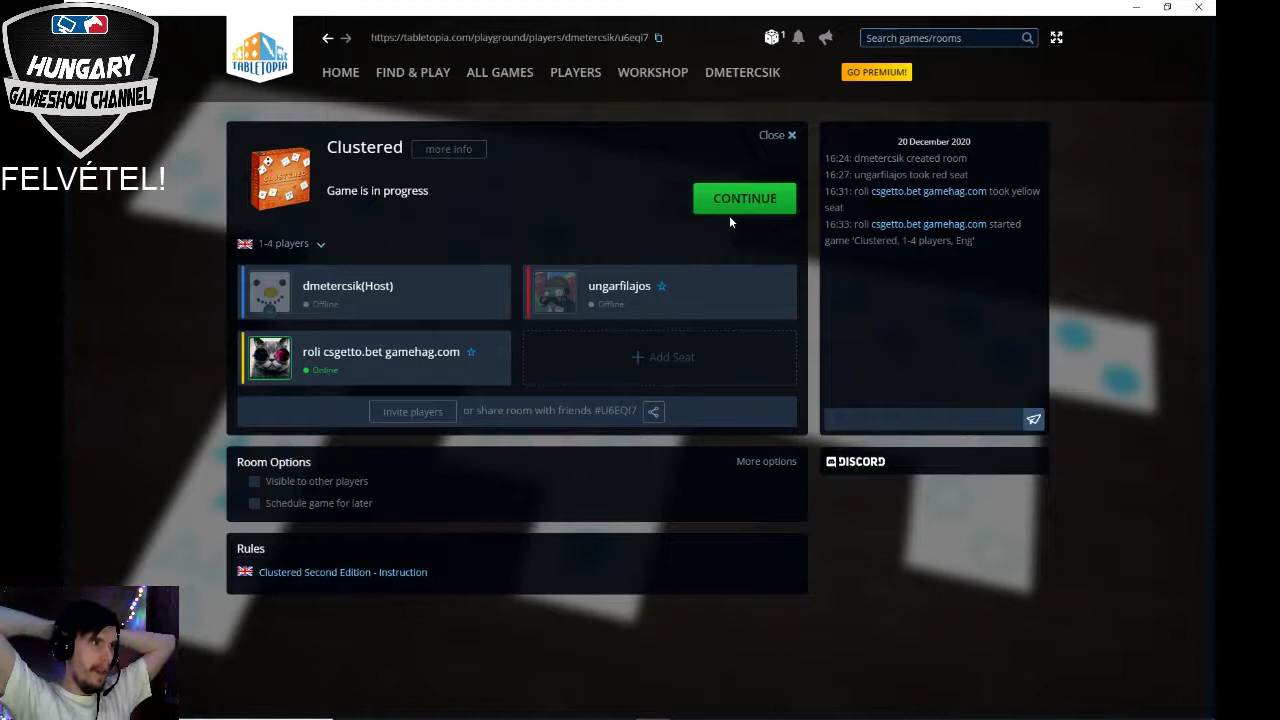 HUNGARY
GAMESHOW CHANNEL
FELVÉTEL!
TABLETOPIA
https://tabletopia.com/playground/players/dmetercsik/u6eqi7
1
Search games/rooms
HOME FIND & PLAY ALL GAMES PLAYERS WORKSHOP DMETERCSIK
GO PREMIUM!
Clustered
more info
Close
CLUSTERED
Game is in progress
CONTINUE
1-4 players
dmetercsik(Host)
Offline
ungarfilajos
Offline
roli csgetto.bet gamehag.com
Online
Add Seat
Invite players or share room with friends #U6EQI7
Room Options
More options
Visible to other players
Schedule game for later
Rules
Clustered Second Edition - Instruction
20 December 2020
16:24: dmetercsik created room
16:27: ungarfilajos took red seat
16:31: roli csgetto.bet gamehag.com took yellow
seat
16:33: roli csgetto.bet gamehag.com started
game 'Clustered, 1-4 players, Eng'
DISCORD